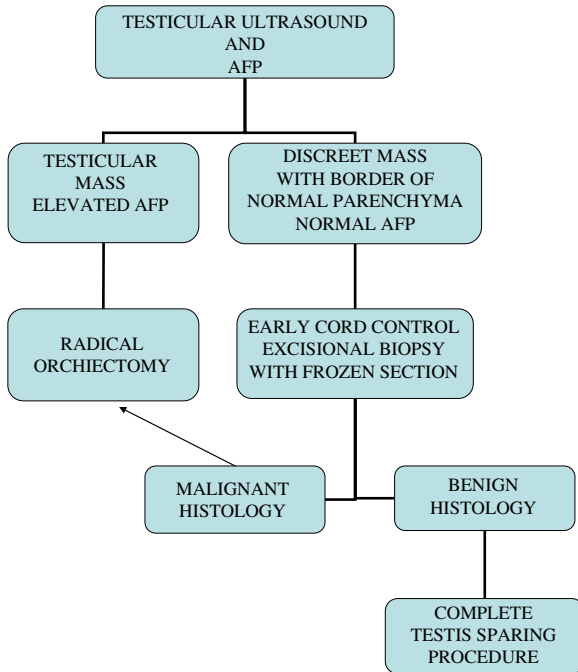 TESTICULAR ULTRASOUND
AND
AFP
TESTICULAR
MASS
ELEVATED AFP
DISCREET MASS
WITH BORDER OF
NORMAL PARENCHYMA
NORMAL AFP
RADICAL
ORCHIECTOMY
EARLY CORD CONTROL
EXCISIONAL BIOPSY
WITH FROZEN SECTION
MALIGNANT
HISTOLOGY
BENIGN
HISTOLOGY
COMPLETE
TESTIS SPARING
PROCEDURE